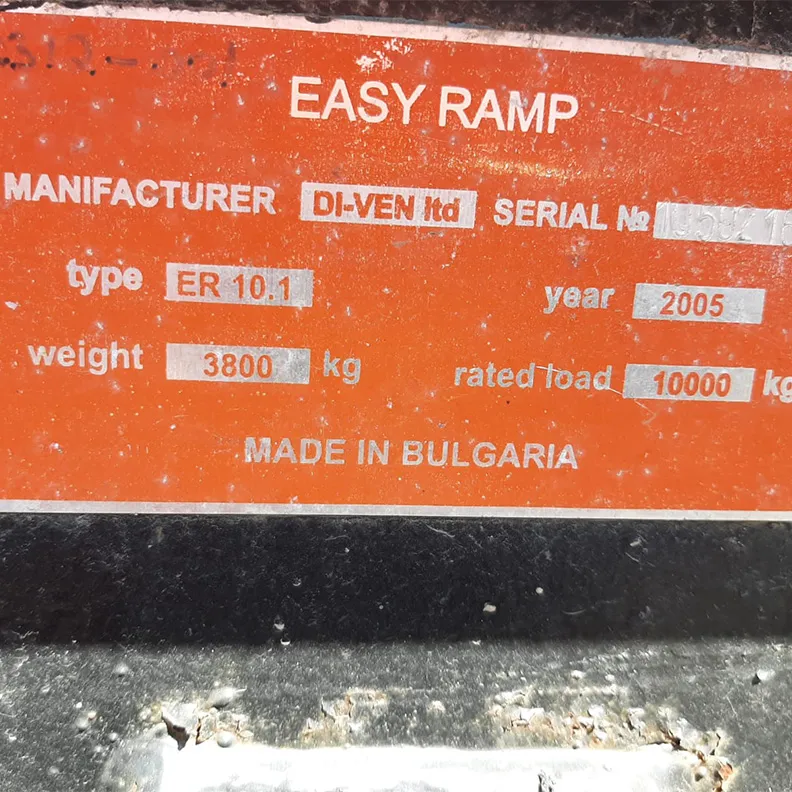 EASY RAMP
MANIFACTURER DI-VEN ltd SERIAL №
type ER 10.1 year 2005
weight 3800 kg rated load 10000 kg
MADE IN BULGARIA